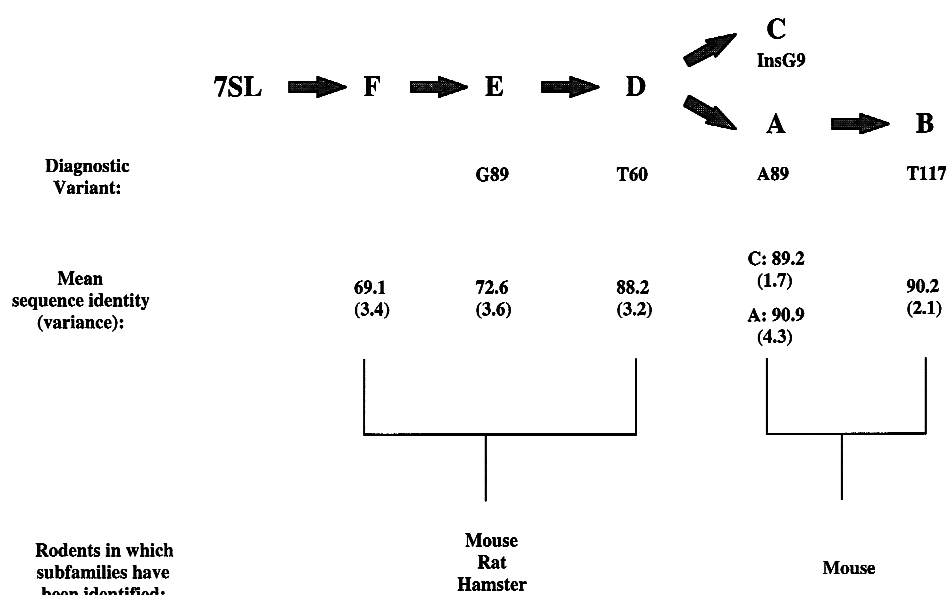 C
InsG9
7SL F E D
A B
Diagnostic
Variant:
G89 T60 A89 T117
Mean
sequence identity
(variance):
69.1
(3.4)
72.6
(3.6)
88.2
(3.2)
C: 89.2
(1.7)
A: 90.9
(4.3)
90.2
(2.1)
Rodents in which
subfamilies have
been identified:
Mouse
Rat
Hamster
Mouse